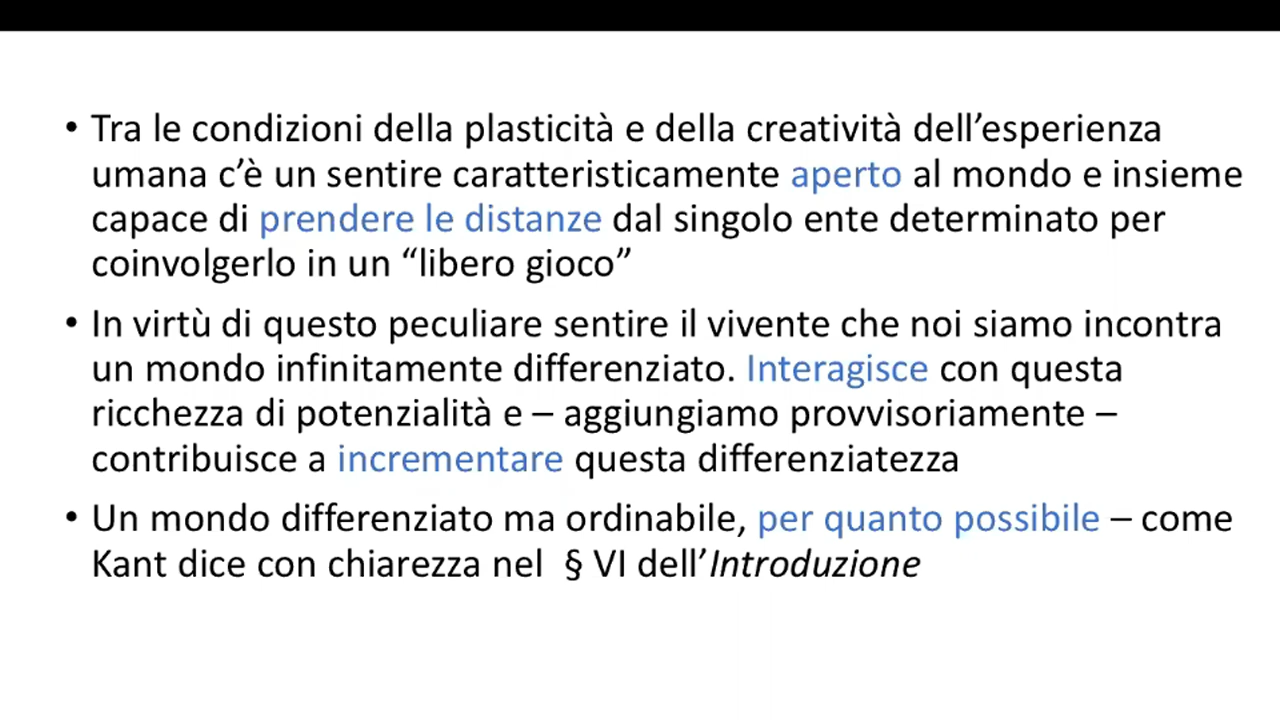 • Tra le condizioni della plasticità e della creatività dell’esperienza
umana c’è un sentire caratteristicamente aperto al mondo e insieme
capace di prendere le distanze dal singolo ente determinato per
coinvolgerlo in un “libero gioco”
• In virtù di questo peculiare sentire il vivente che noi siamo incontra
un mondo infinitamente differenziato. Interagisce con questa
ricchezza di potenzialità e – aggiungiamo provvisoriamente –
contribuisce a incrementare questa differenziatezza
• Un mondo differenziato ma ordinabile, per quanto possibile – come
Kant dice con chiarezza nel  § VI dell’Introduzione